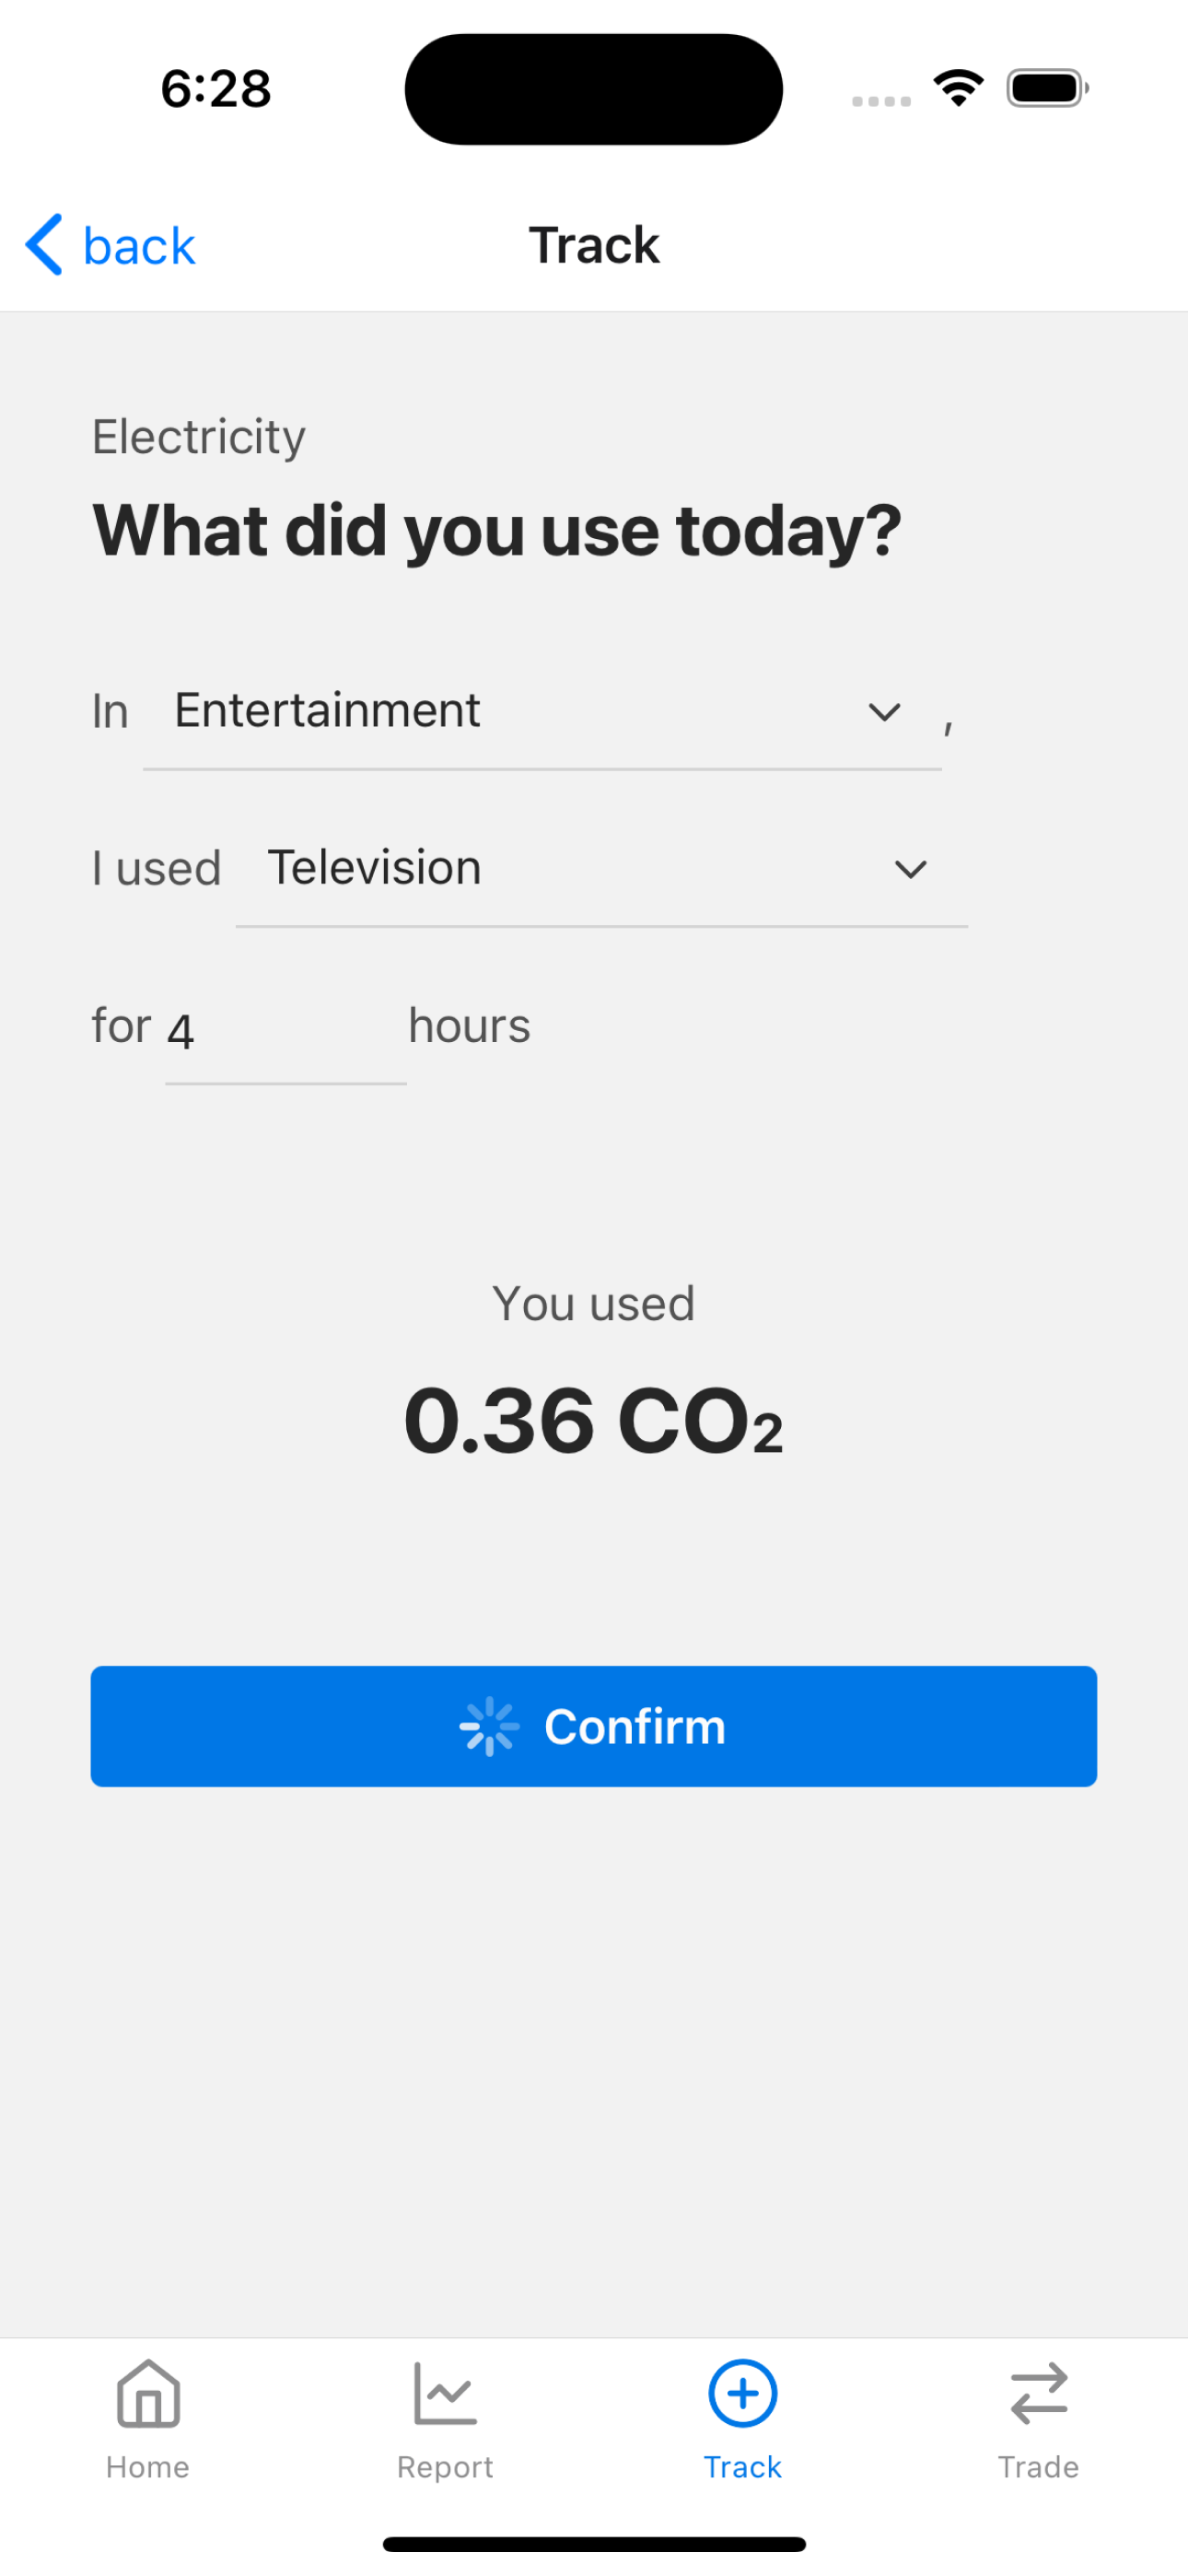 6:28
back
Track
Electricity
What did you use today?
In Entertainment ,
I used Television
for 4 hours
You used
0.36 CO₂
Confirm
Home Report Track Trade